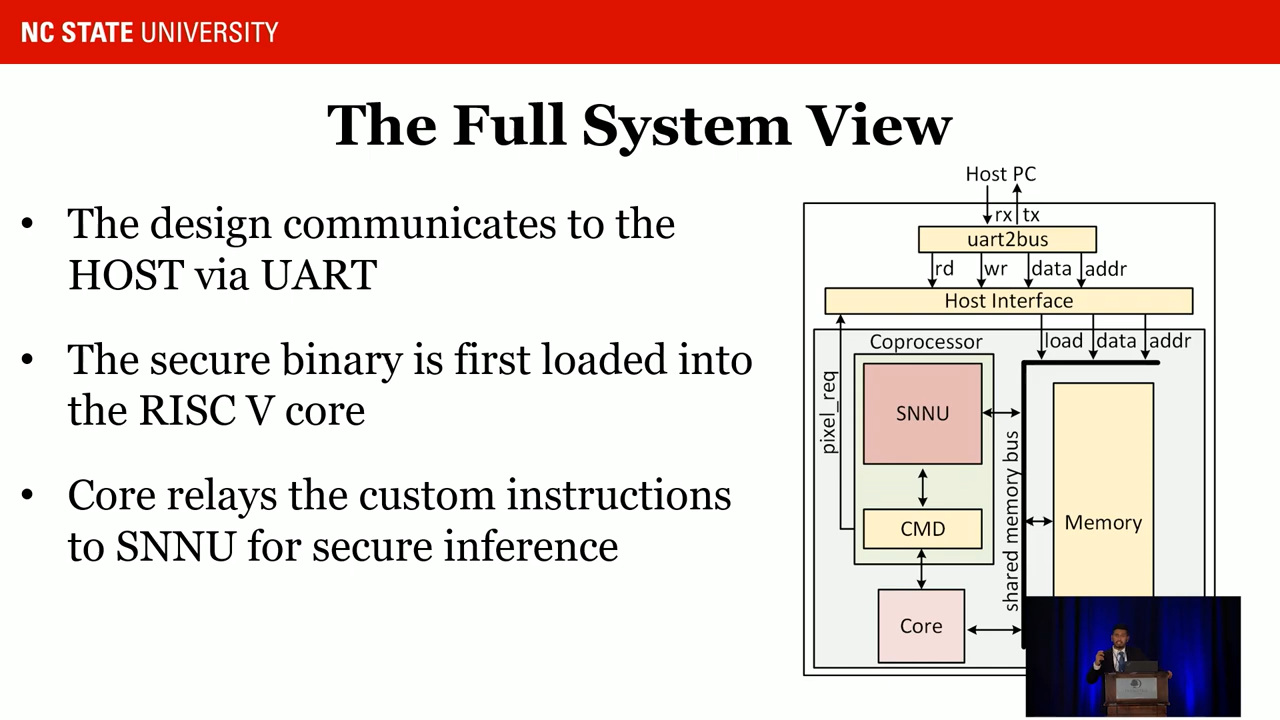 NC STATE UNIVERSITY
The Full System View
• The design communicates to the
HOST via UART
• The secure binary is first loaded into
the RISC V core
• Core relays the custom instructions
to SNNU for secure inference
Host PC
rx tx
uart2bus
rd wr data addr
Host Interface
load data addr
Coprocessor
pixel_req
SNNU
CMD
Core
shared memory bus
Memory